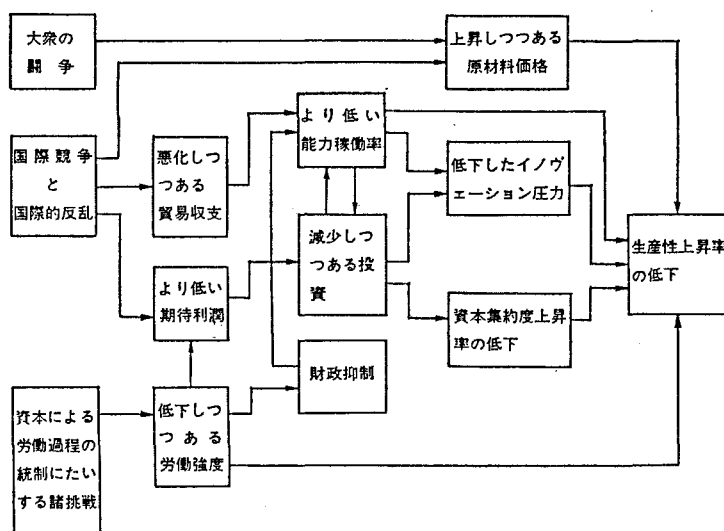 大衆の
闘争
上昇しつつある
原材料価格
より低い
能力稼働率
国際競争
と
国際的反乱
悪化しつ
つある
貿易収支
低下したイノヴ
ェーション圧力
減少しつ
つある投
資
生産性上昇率
の低下
より低い
期待利潤
資本集約度上昇
率の低下
財政抑制
資本による
労働過程の
統制にたい
する諸挑戦
低下しつ
つある
労働強度